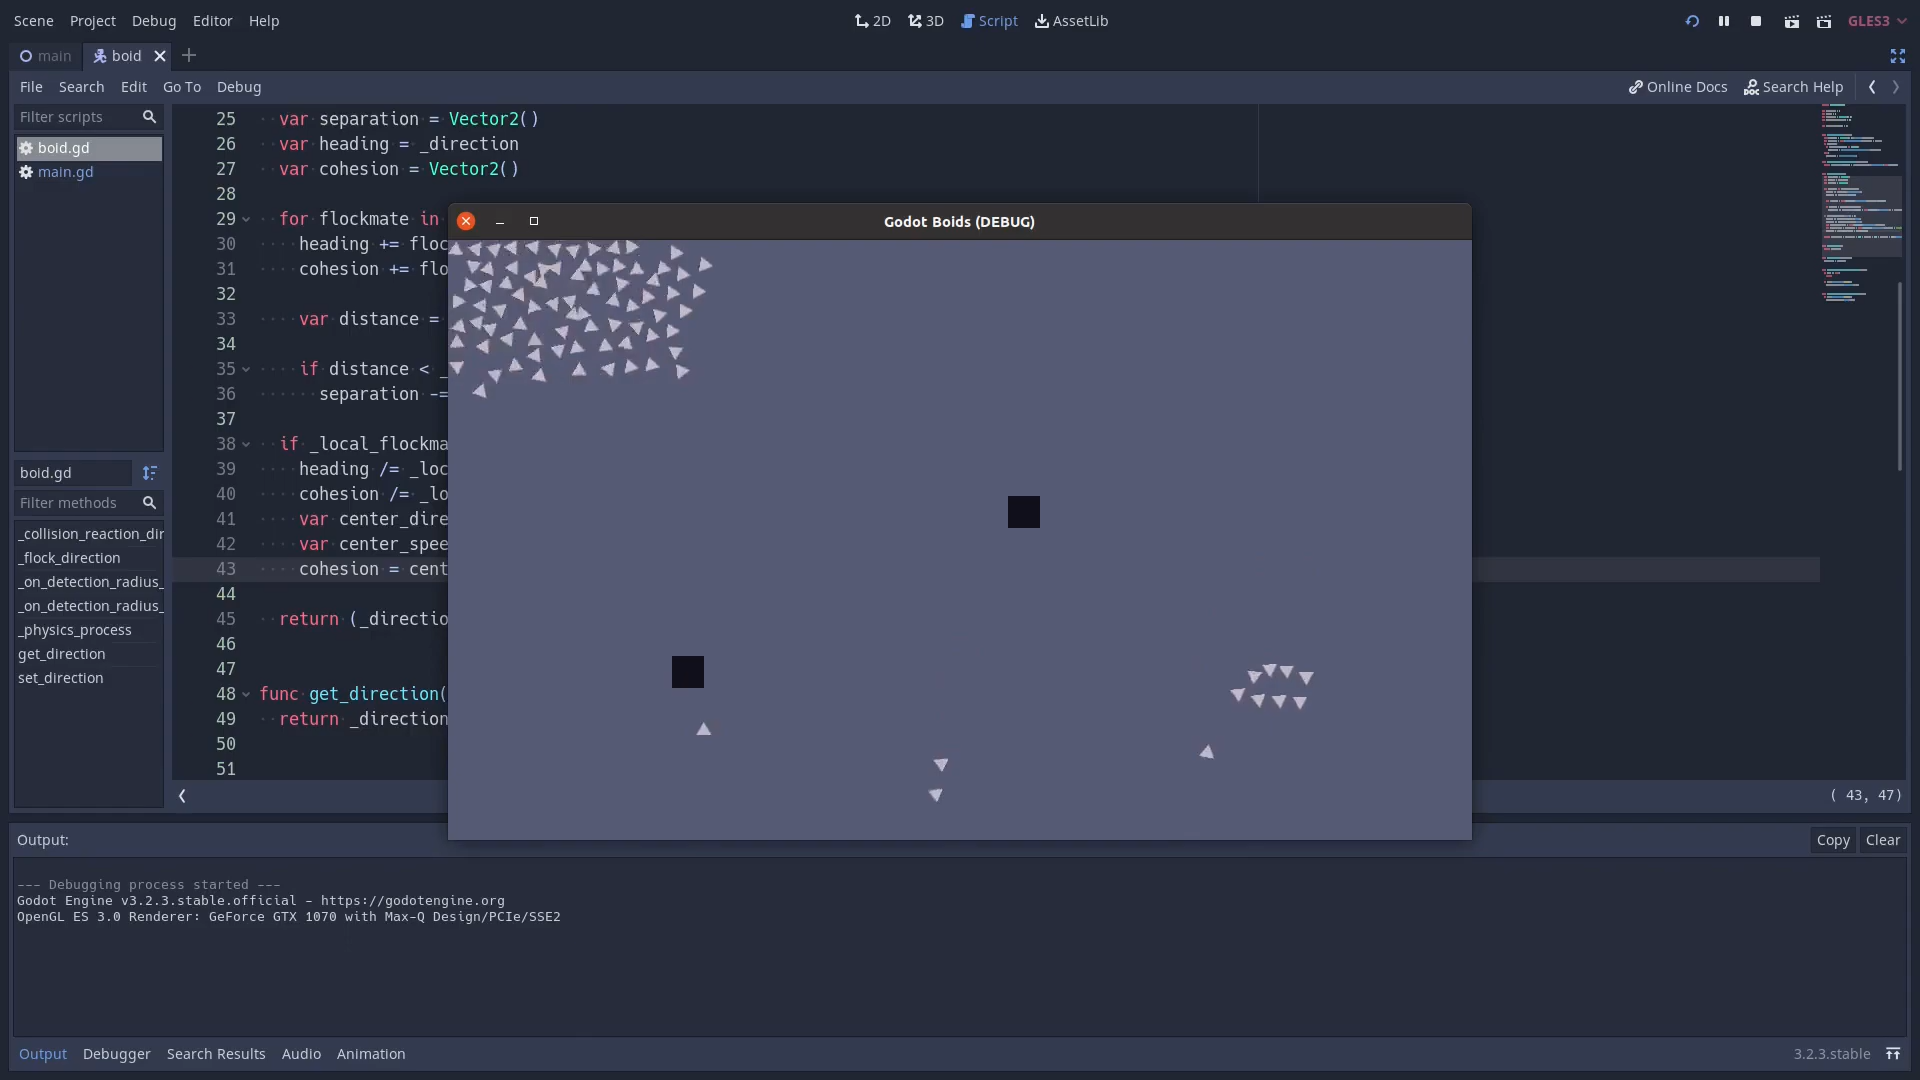 Scene Project Debug Editor Help
2D 3D Script AssetLib
GLES3
main boid
File Search Edit Go To Debug
Online Docs Search Help
Filter scripts
boid.gd
main.gd
boid.gd
Filter methods
_collision_reaction_dir
_flock_direction
_on_detection_radius_
_on_detection_radius_
_physics_process
get_direction
set_direction
25 var separation = Vector2()
26 var heading = _direction
27 var cohesion = Vector2()
28
29 for flockmate in
30 heading += floc
31 cohesion += flo
32
33 var distance =
34
35 if distance < _
36 separation -=
37
38 if _local_flockma
39 heading /= _loc
40 cohesion /= _lo
41 var center_dire
42 var center_spee
43 cohesion = cent
44
45 return (_directio
46
47
48 func get_direction(
49 return _direction
50
51
Godot Boids (DEBUG)
( 43, 47)
Output:
Copy Clear
--- Debugging process started ---
Godot Engine v3.2.3.stable.official - https://godotengine.org
OpenGL ES 3.0 Renderer: GeForce GTX 1070 with Max-Q Design/PCIe/SSE2
Output Debugger Search Results Audio Animation
3.2.3.stable